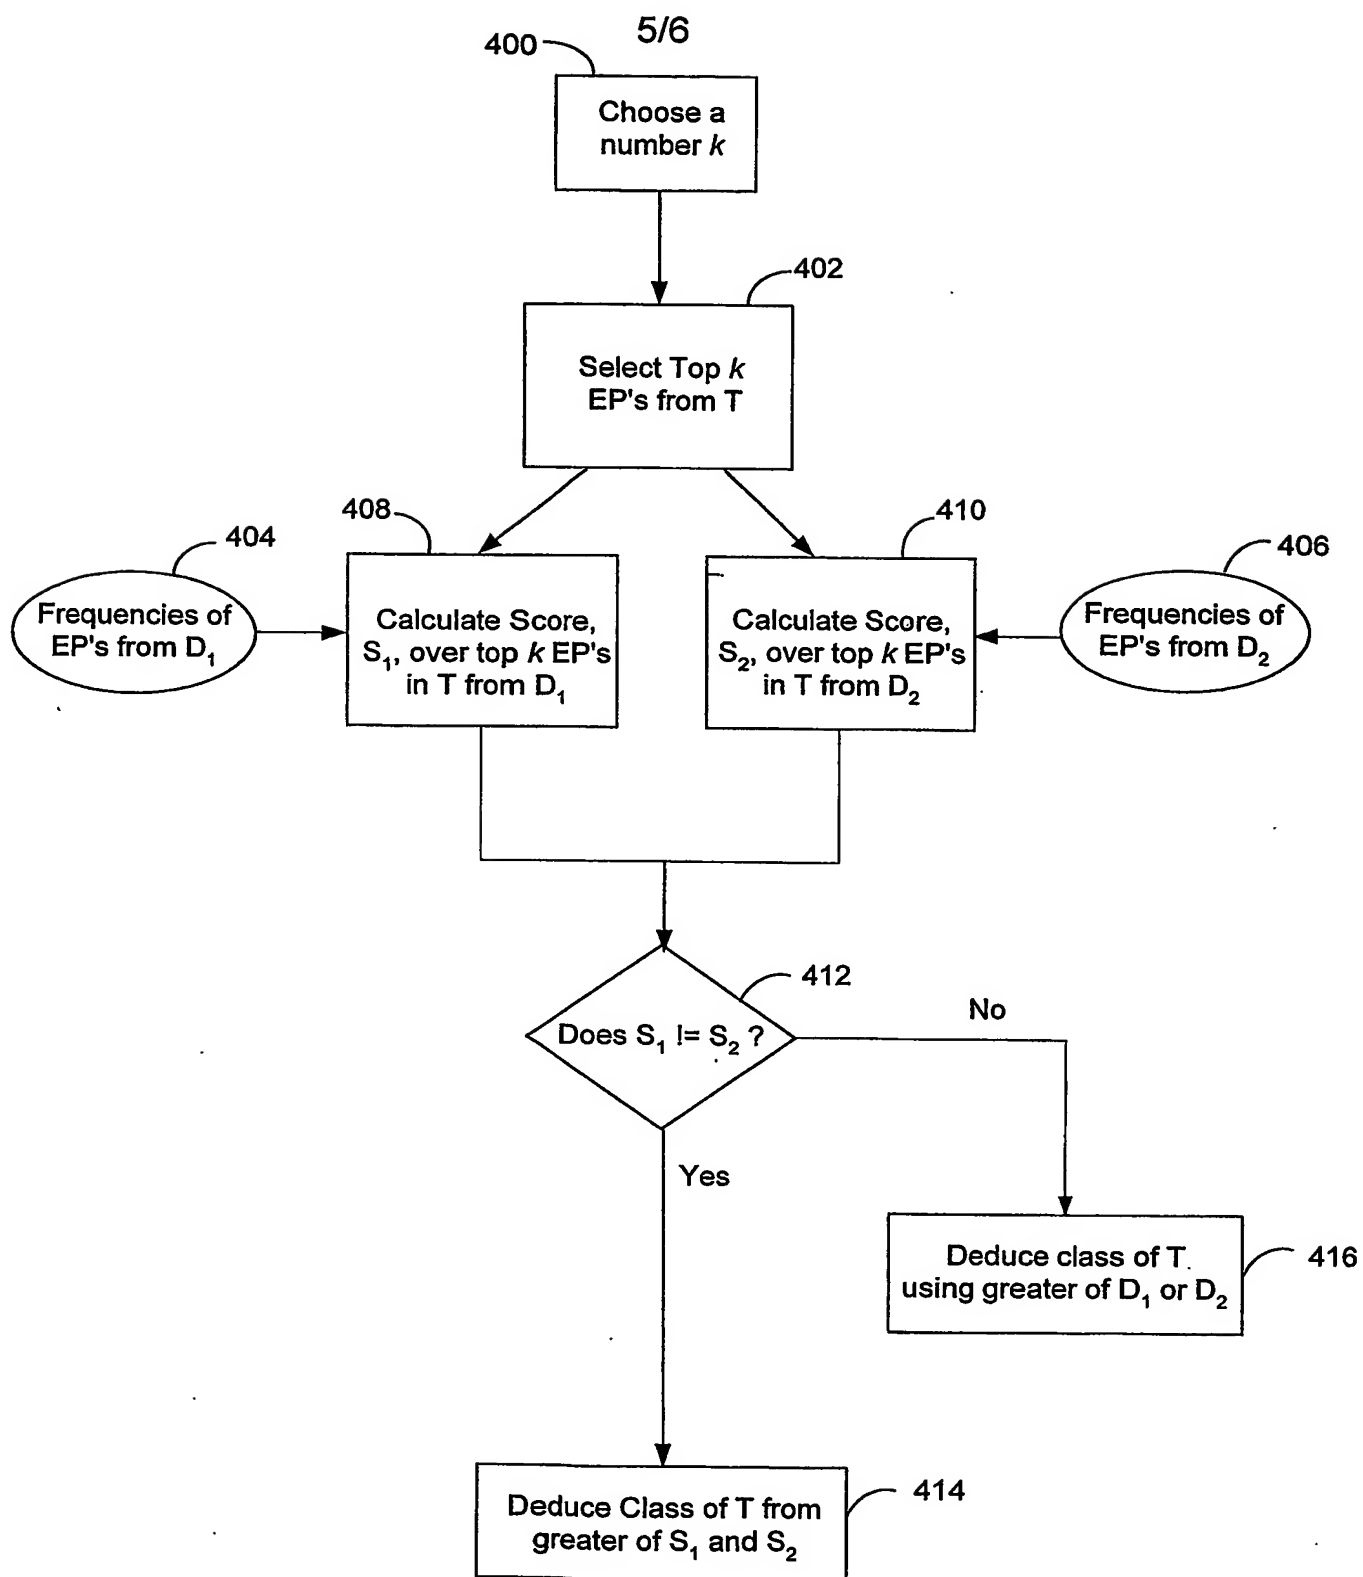 5/6
400
Choose a
number k
402
Select Top k
EP's from T
408
410
404
406
Frequencies of
EP's from D₁
Calculate Score,
S₁, over top k EP's
in T from D₁
Calculate Score,
S₂, over top k EP's
in T from D₂
Frequencies of
EP's from D₂
412
Does S₁ != S₂ ?
No
Yes
Deduce class of T
using greater of D₁ or D₂
416
Deduce Class of T from
greater of S₁ and S₂
414